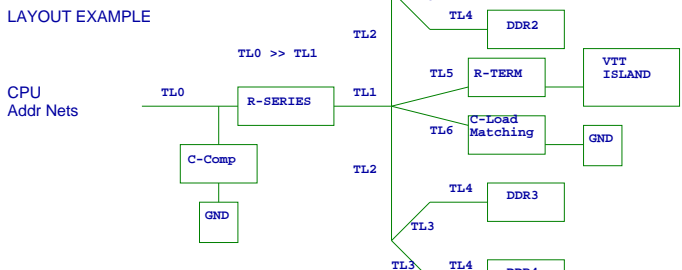 LAYOUT EXAMPLE
TL4
DDR2
TL2
TL0 >> TL1
TL5
R-TERM
VTT
ISLAND
CPU
Addr Nets
TL0
R-SERIES
TL1
C-Load
Matching
TL6
GND
C-Comp
TL2
TL4
DDR3
GND
TL3
TL3
TL4
DDR4